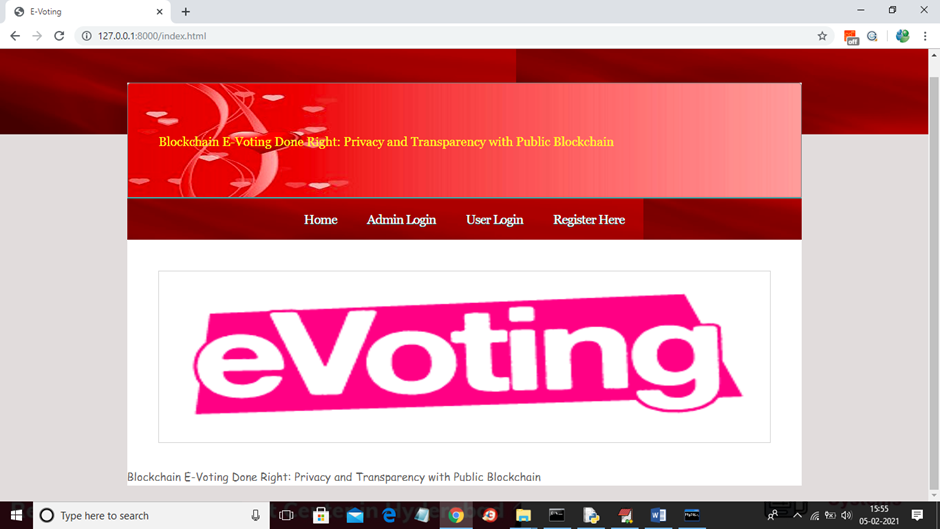 E-Voting
127.0.0.1:8000/index.html
off
Blockchain E-Voting Done Right: Privacy and Transparency with Public Blockchain
Home Admin Login User Login Register Here
eVoting
Blockchain E-Voting Done Right: Privacy and Transparency with Public Blockchain
Type here to search
15:55
05-02-2021